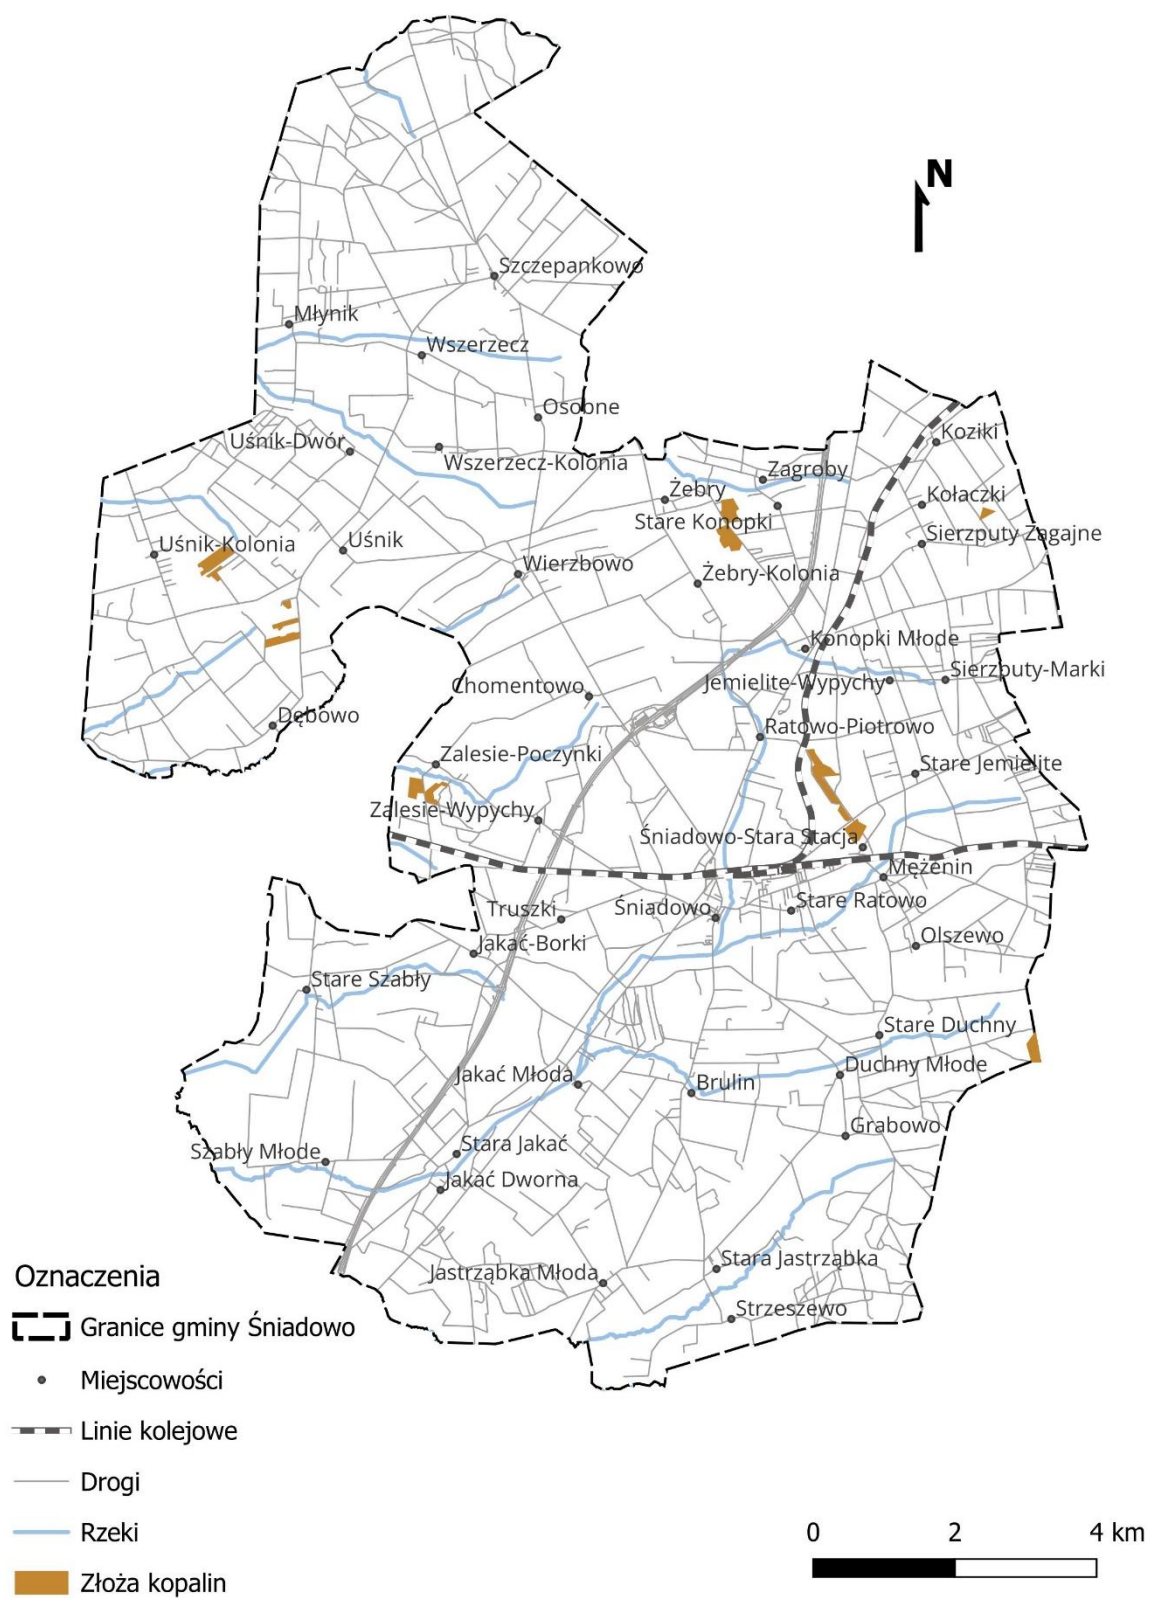 N
Szczepankowo
Młynik
Wszerzecz
Osobne
Koziki
Uśnik-Dwór
Wszerzecz-Kolonia
Zagroby
Żebry
Kołaczki
Stare Konopki
Sierzputy Zagajne
Uśnik-Kolonia
Uśnik
Wierzbowo
Żebry-Kolonia
Konopki Młode
Sierzputy-Marki
Chomentowo
Jemielite-Wypychy
Dębowo
Ratowo-Piotrowo
Zalesie-Poczynki
Stare Jemielite
Zalesie-Wypychy
Śniadowo-Stara Stacja
Mężenin
Truszki
Śniadowo
Stare Ratowo
Jakać-Borki
Olszewo
Stare Szabły
Stare Duchny
Jakać Młoda
Brulin
Duchny Młode
Grabowo
Szabły Młode
Stara Jakać
Jakać Dworna
Stara Jastrząbka
Jastrząbka Młoda
Strzeszewo
Oznaczenia
Granice gminy Śniadowo
Miejscowości
Linie kolejowe
Drogi
Rzeki
Złoża kopalin
0 2 4 km